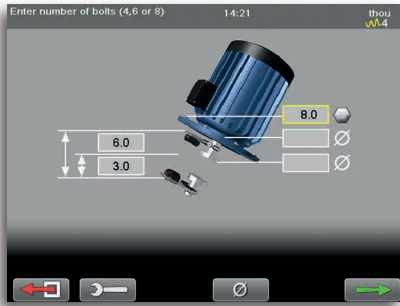 Enter number of bolts (4,6 or 8)
14:21
thou
4
8.0
6.0
Ø
3.0
Ø
Ø